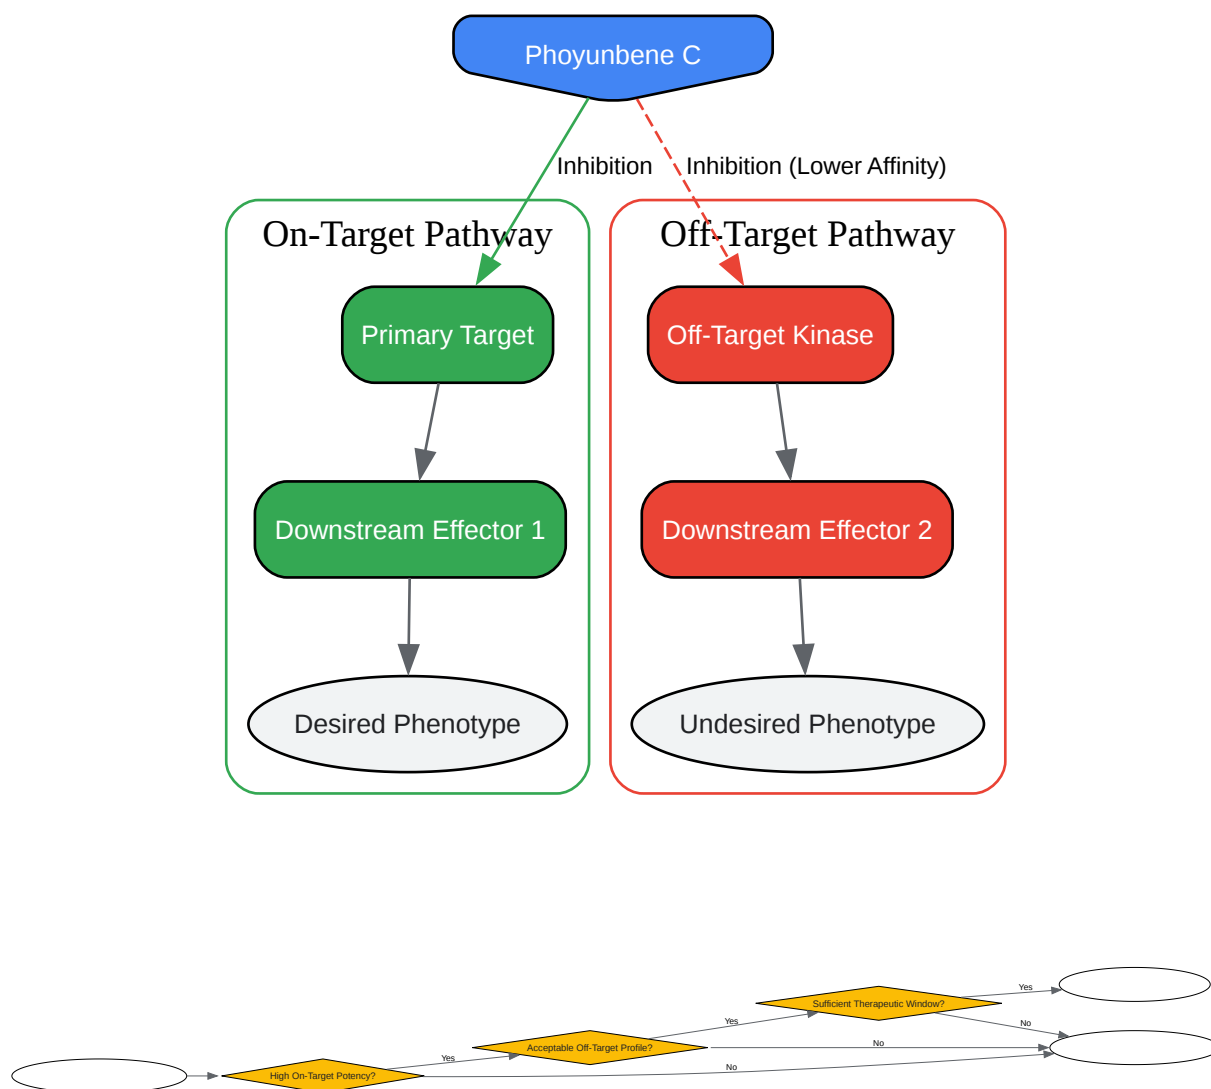 Phoyunbene C
Inhibition
Inhibition (Lower Affinity)
On-Target Pathway
Off-Target Pathway
Primary Target
Off-Target Kinase
Downstream Effector 1
Downstream Effector 2
Desired Phenotype
Undesired Phenotype
Sufficient Therapeutic Window?
Yes
No
Acceptable Off-Target Profile?
Yes
No
High On-Target Potency?
Yes
No